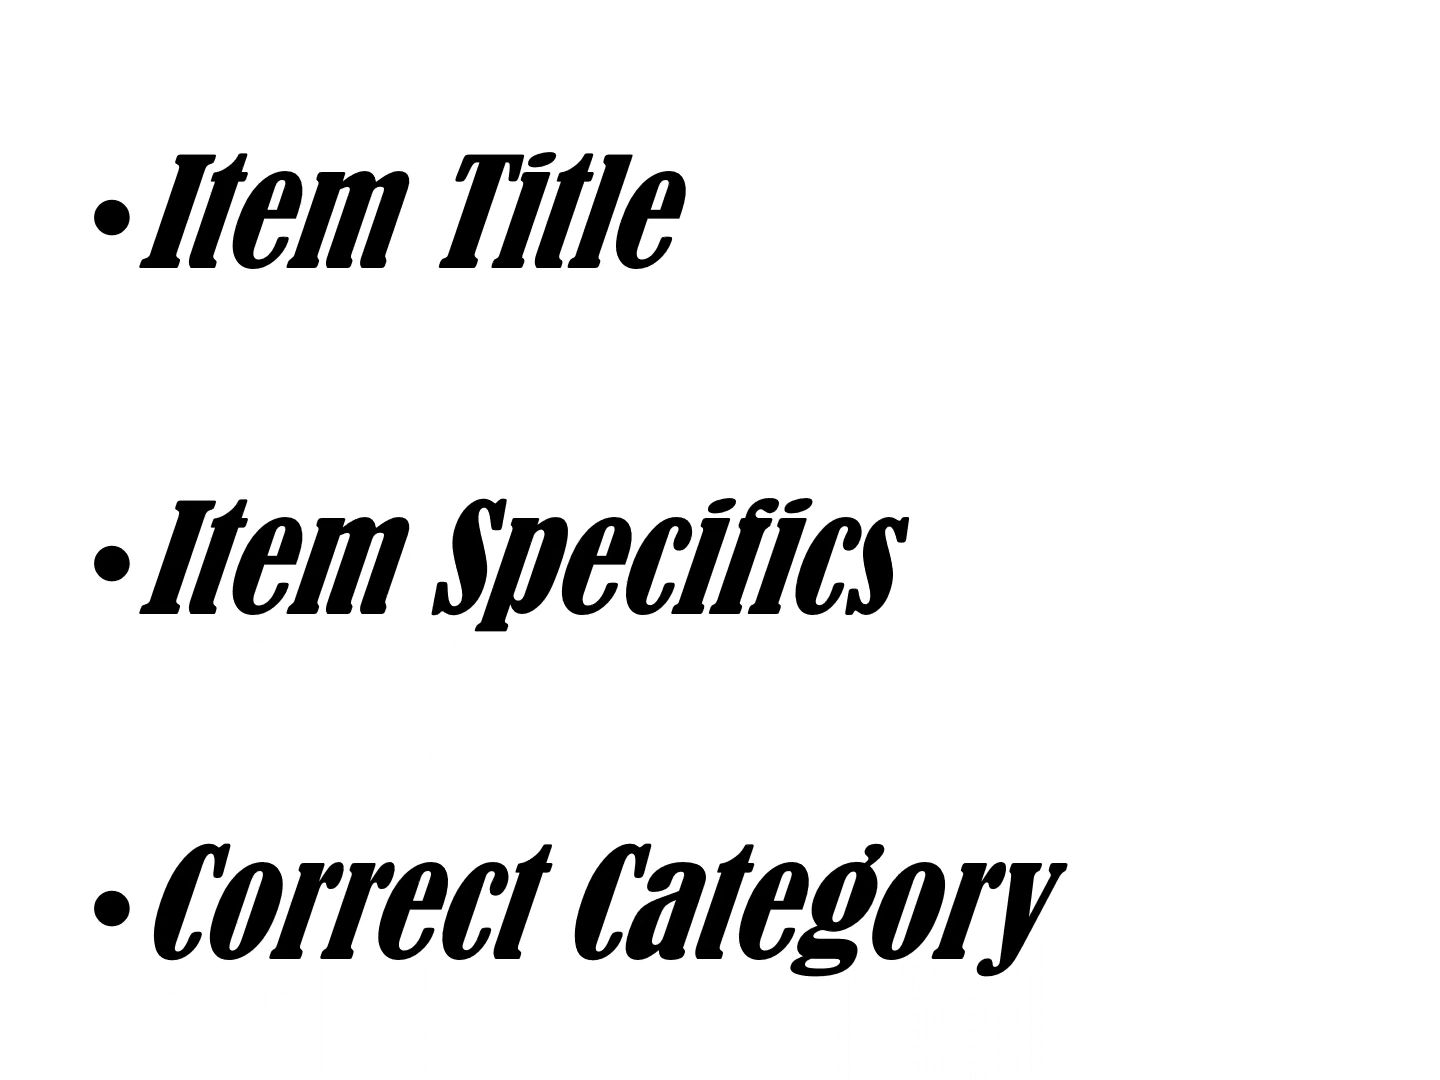 • Item Title
• Item Specifics
• Correct Category